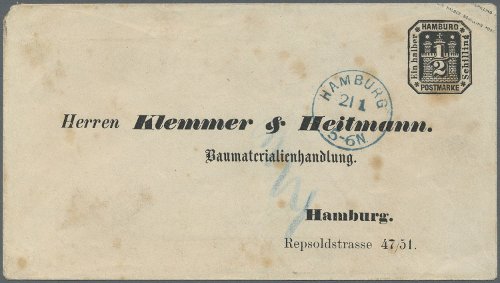 HAMBURG
Ein halber
1/2
Schilling
POSTMARKE
HAMBURG
21 1
5-6N.
Herren Klemmer & Heitmann.
Baumaterialienhandlung.
Hamburg.
Repsoldstrasse 47/51.